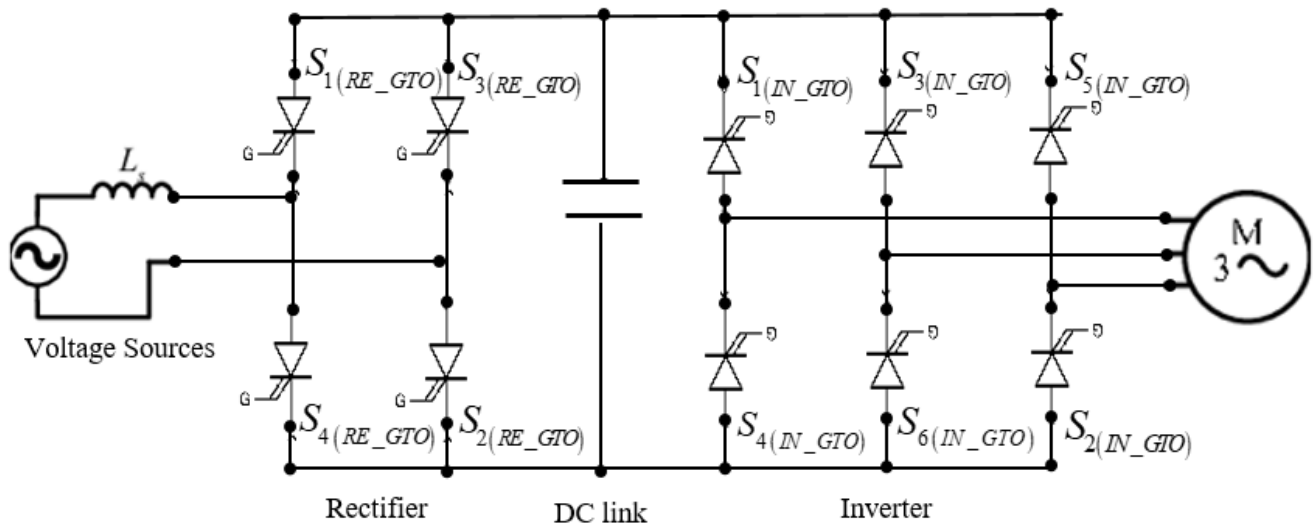 S1(RE_GTO)
S3(RE_GTO)
S1(IN_GTO)
S3(IN_GTO)
S5(IN_GTO)
G
G
G
G
G
Ls
M
3
Voltage Sources
G
G
G
G
G
S4(RE_GTO)
S2(RE_GTO)
S4(IN_GTO)
S6(IN_GTO)
S2(IN_GTO)
Rectifier
DC link
Inverter